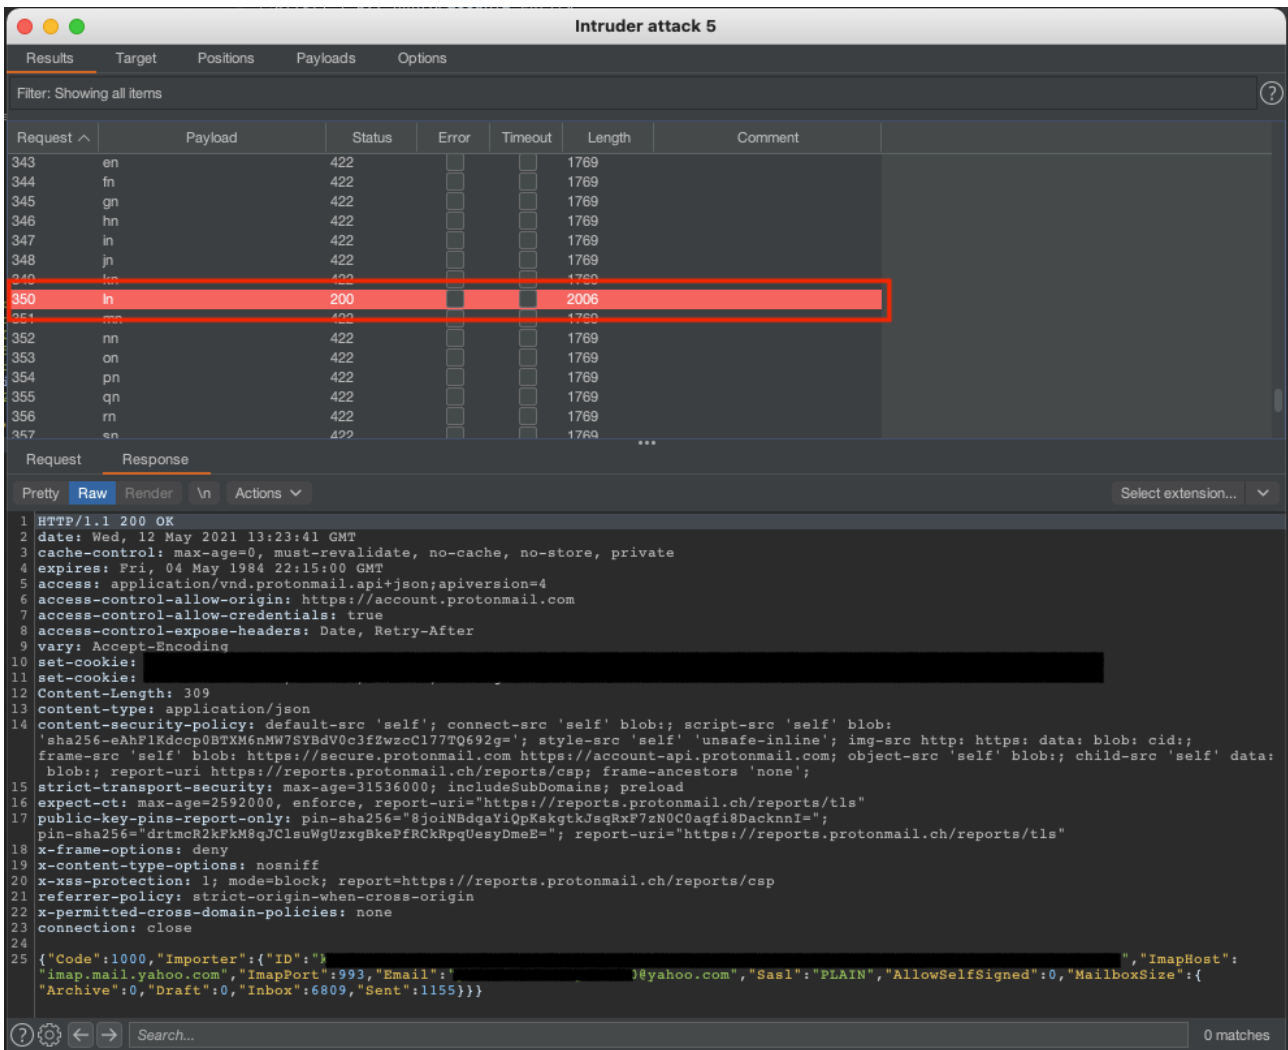 Intruder attack 5
Results Target Positions Payloads Options
Filter: Showing all items
Request Payload Status Error Timeout Length Comment
343 en 422 1769
344 fn 422 1769
345 gn 422 1769
346 hn 422 1769
347 in 422 1769
348 jn 422 1769
349 kn 422 1769
350 ln 200 2006
351 mn 422 1769
352 nn 422 1769
353 on 422 1769
354 pn 422 1769
355 qn 422 1769
356 rn 422 1769
357 sn 422 1769
Request Response
Pretty Raw Render \n Actions Select extension...
1 HTTP/1.1 200 OK
2 date: Wed, 12 May 2021 13:23:41 GMT
3 cache-control: max-age=0, must-revalidate, no-cache, no-store, private
4 expires: Fri, 04 May 1984 22:15:00 GMT
5 access: application/vnd.protonmail.api+json;apiversion=4
6 access-control-allow-origin: https://account.protonmail.com
7 access-control-allow-credentials: true
8 access-control-expose-headers: Date, Retry-After
9 vary: Accept-Encoding
10 set-cookie:
11 set-cookie:
12 Content-Length: 309
13 content-type: application/json
14 content-security-policy: default-src 'self'; connect-src 'self' blob:; script-src 'self' blob:
'sha256-eAhFlKdccp0BTXM6nMW7SYBdV0c3fZwzcCl77TQ692g='; style-src 'self' 'unsafe-inline'; img-src http: https: data: blob: cid:;
frame-src 'self' blob: https://secure.protonmail.com https://account-api.protonmail.com; object-src 'self' blob:; child-src 'self' data:
blob:; report-uri https://reports.protonmail.ch/reports/csp; frame-ancestors 'none';
15 strict-transport-security: max-age=31536000; includeSubDomains; preload
16 expect-ct: max-age=2592000, enforce, report-uri="https://reports.protonmail.ch/reports/tls"
17 public-key-pins-report-only: pin-sha256="8joiNBdqaYiQpKskgtkJsqRxF7zN0C0aqfi8DacknnI=";
pin-sha256="drtmcR2kFkM8qJClsuWgUzxgBkePfRCkRpqUesyDmeE="; report-uri="https://reports.protonmail.ch/reports/tls"
18 x-frame-options: deny
19 x-content-type-options: nosniff
20 x-xss-protection: 1; mode=block; report=https://reports.protonmail.ch/reports/csp
21 referrer-policy: strict-origin-when-cross-origin
22 x-permitted-cross-domain-policies: none
23 connection: close
24
25 {"Code":1000,"Importer":{"ID":" ","ImapHost":
"imap.mail.yahoo.com","ImapPort":993,"Email":" 0@yahoo.com","Sasl":"PLAIN","AllowSelfSigned":0,"MailboxSize":{
"Archive":0,"Draft":0,"Inbox":6809,"Sent":1155}}}
Search... 0 matches